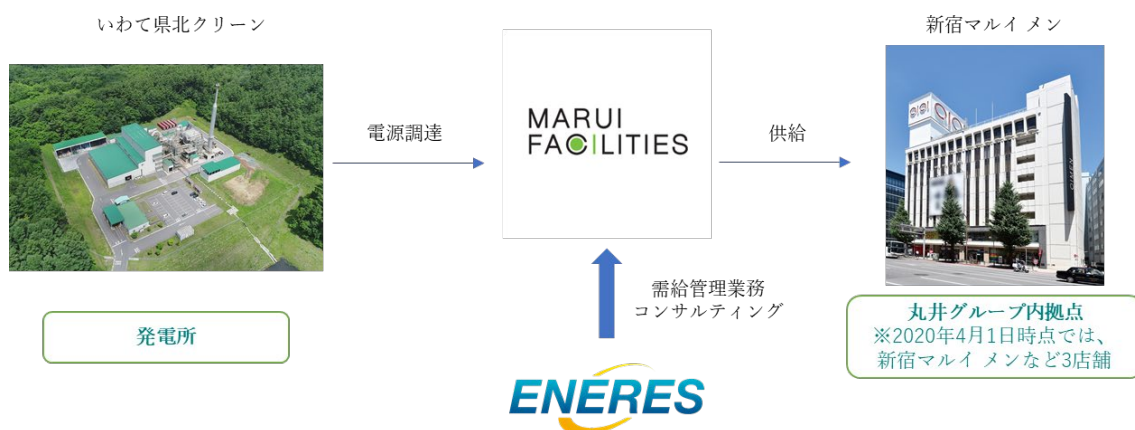 いわて県北クリーン
新宿マルイ メン
電源調達
MARUI
FACILITIES
供給
OIOI
OIMEN
需給管理業務
コンサルティング
発電所
丸井グループ内拠点
※2020年4月1日時点では、
新宿マルイ メンなど3店舗
ENERES